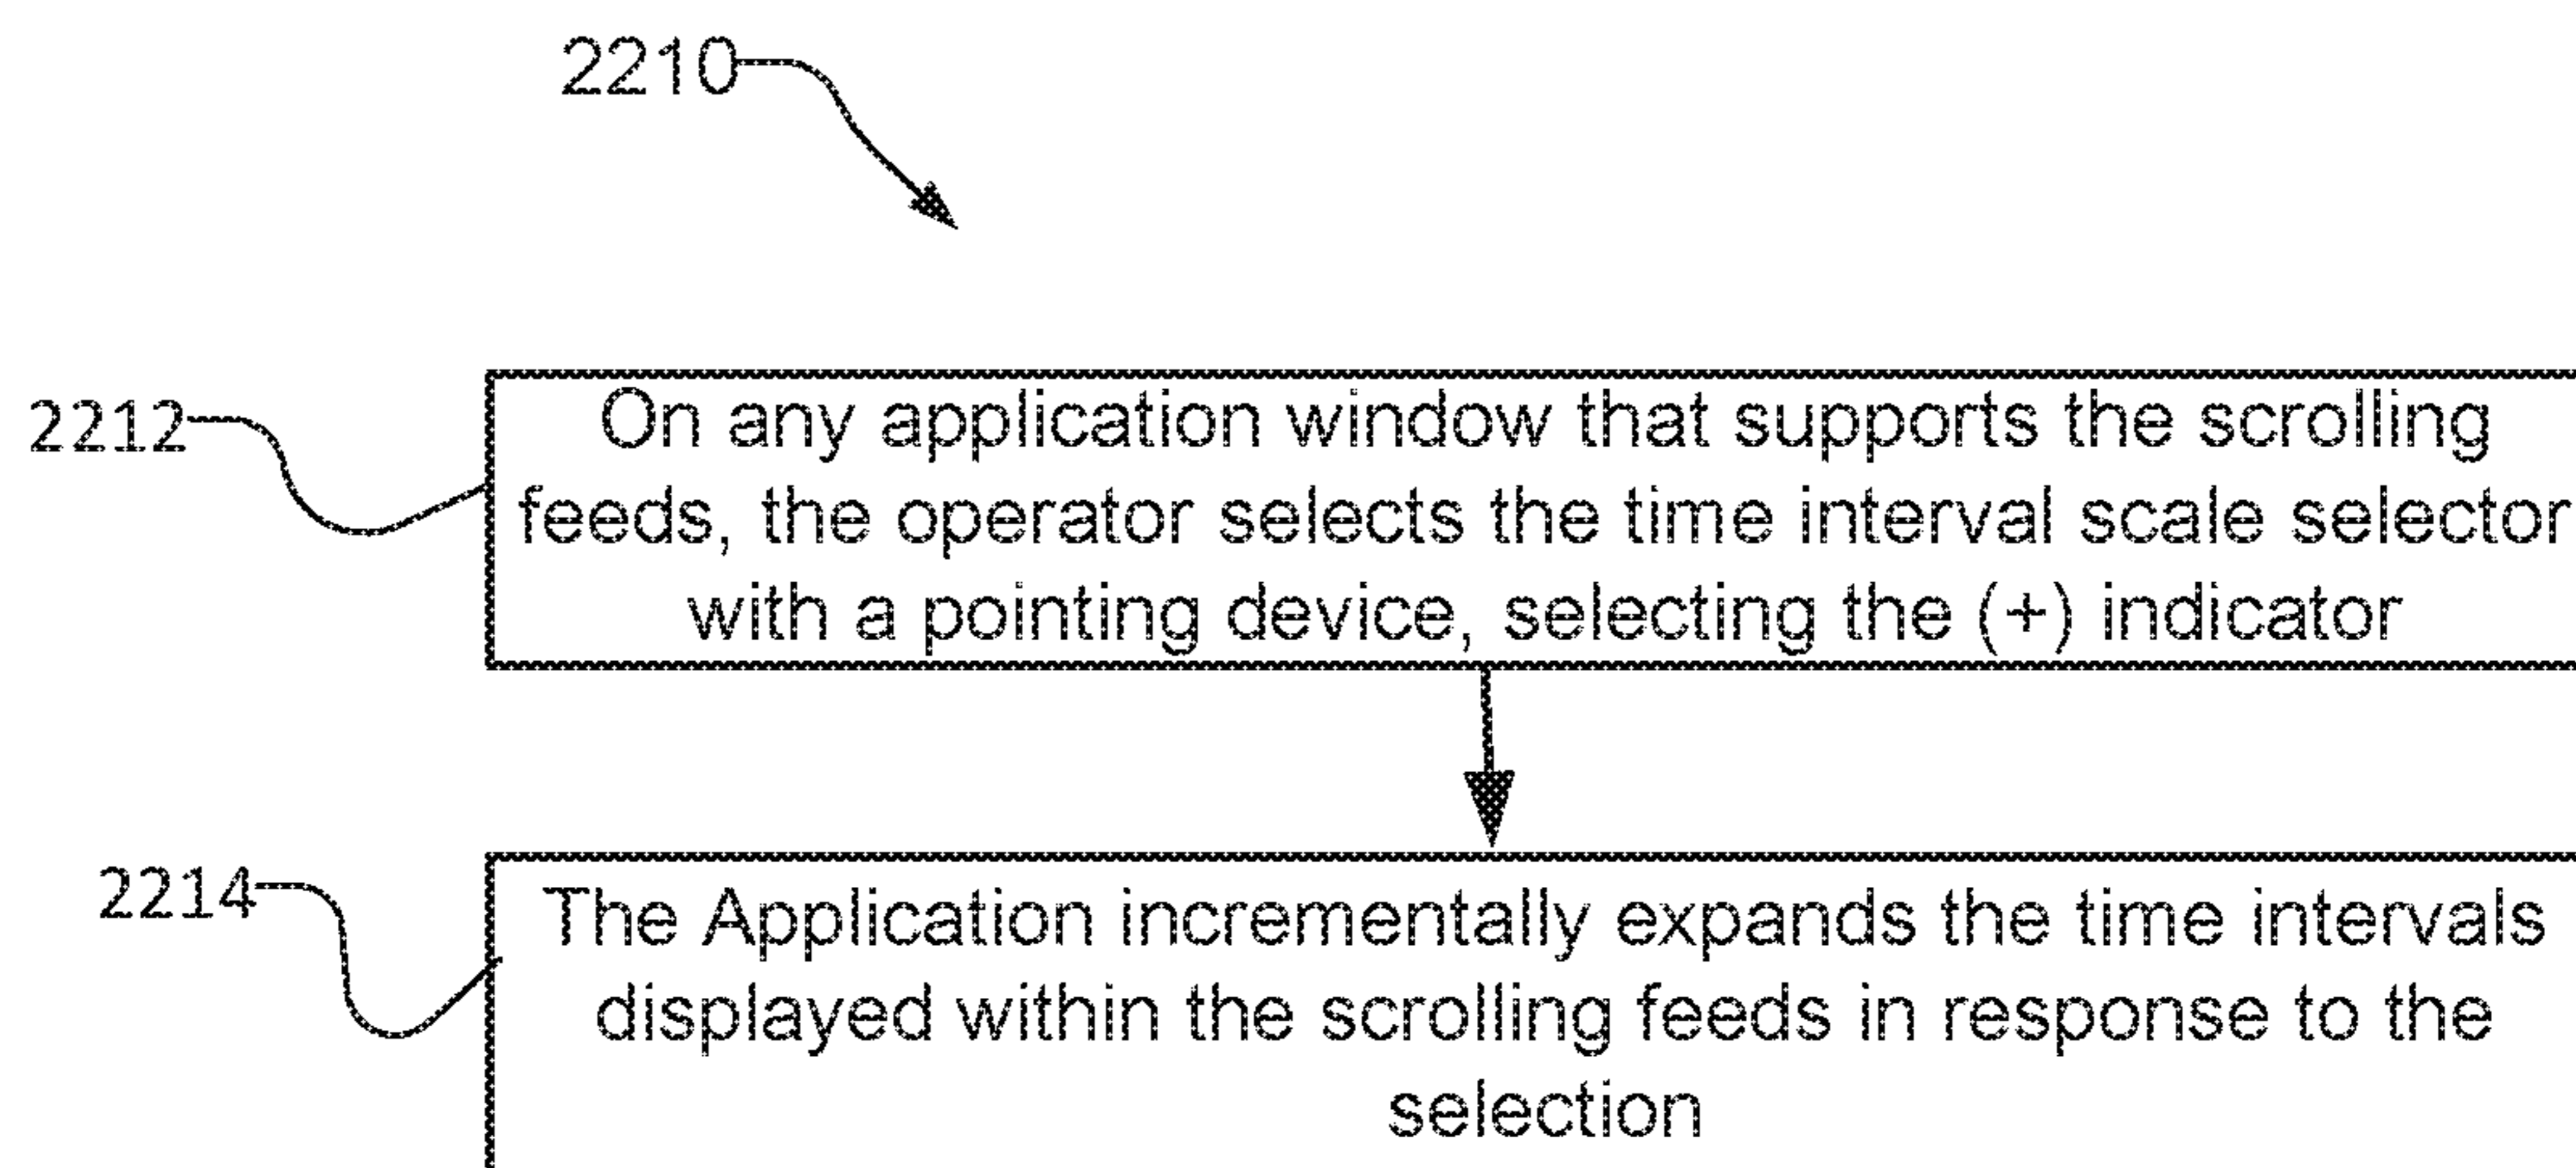 2210
2212
On any application window that supports the scrolling
feeds, the operator selects the time interval scale selector
with a pointing device, selecting the (+) indicator
2214
The Application incrementally expands the time intervals
displayed within the scrolling feeds in response to the
selection